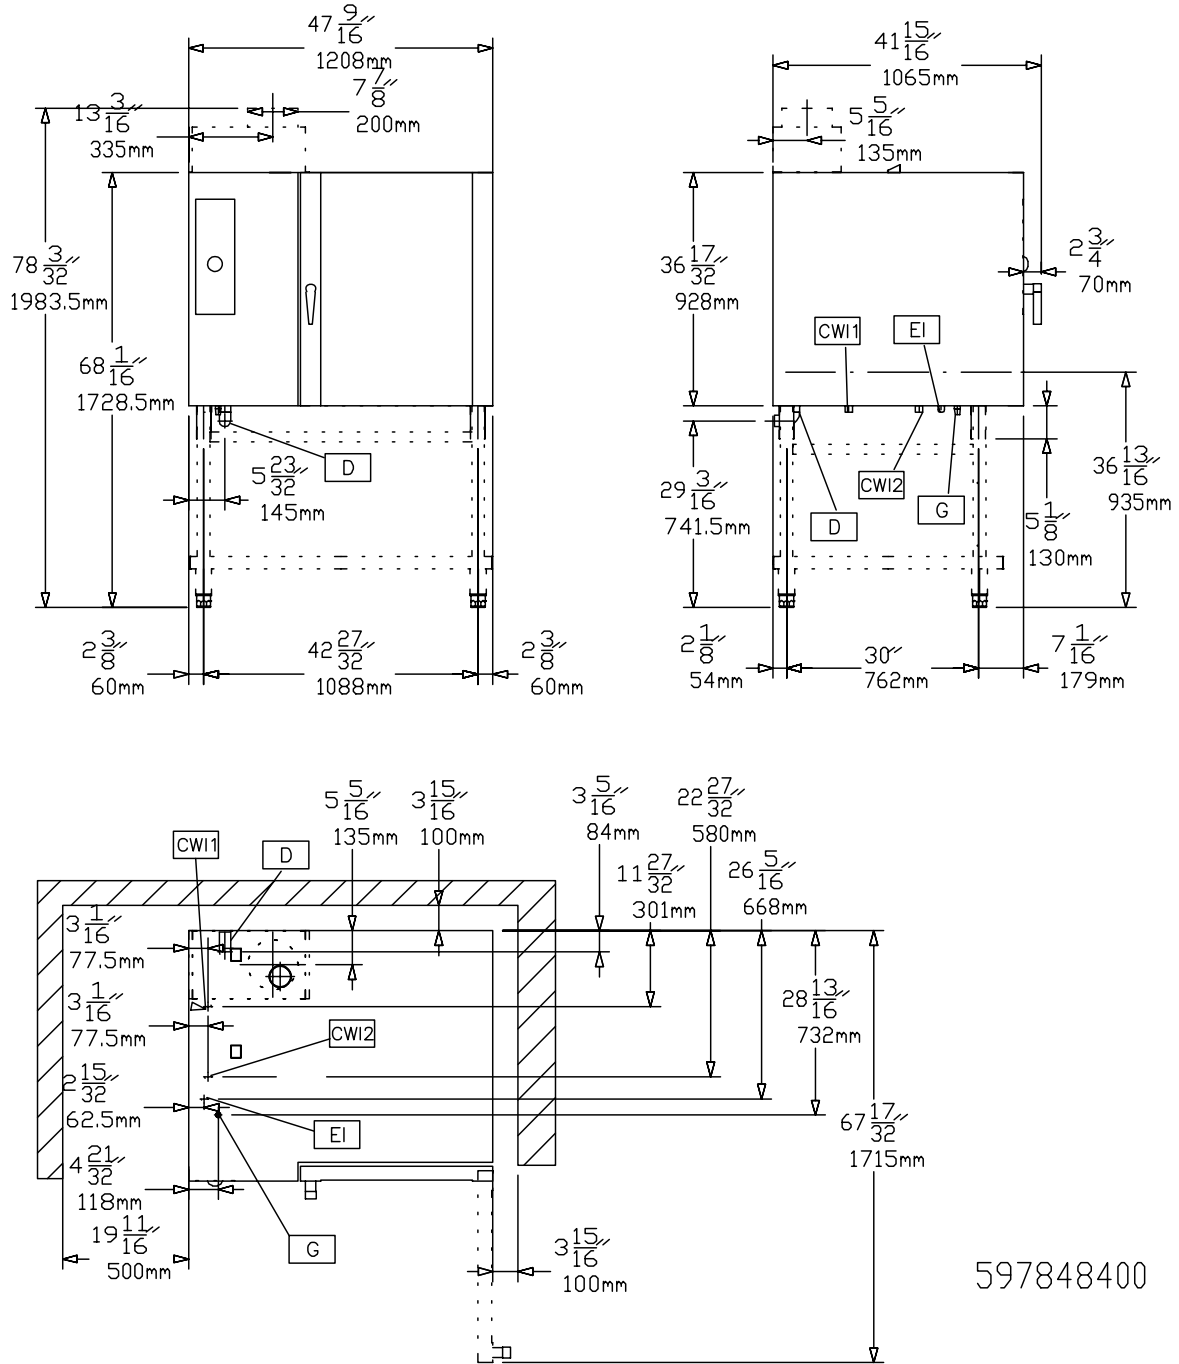 47 9/16″
1208mm
7 7/8″
200mm
13 3/16″
335mm
78 3/32″
1983.5mm
68 1/16″
1728.5mm
D
5 23/32″
145mm
2 3/8″
60mm
42 27/32″
1088mm
2 3/8″
60mm
41 15/16″
1065mm
5 5/16″
135mm
36 17/32″
928mm
2 3/4″
70mm
CWI1
EI
29 3/16″
741.5mm
CWI2
D
G
36 13/16″
935mm
5 1/8″
130mm
2 1/8″
54mm
30″
762mm
7 1/16″
179mm
5 5/16″
135mm
3 15/16″
100mm
3 5/16″
84mm
22 27/32″
580mm
11 27/32″
301mm
26 5/16″
668mm
CWI1
D
3 1/16″
77.5mm
3 1/16″
77.5mm
CWI2
28 13/16″
732mm
2 15/32″
62.5mm
EI
67 17/32″
1715mm
4 21/32″
118mm
19 11/16″
500mm
G
3 15/16″
100mm
597848400